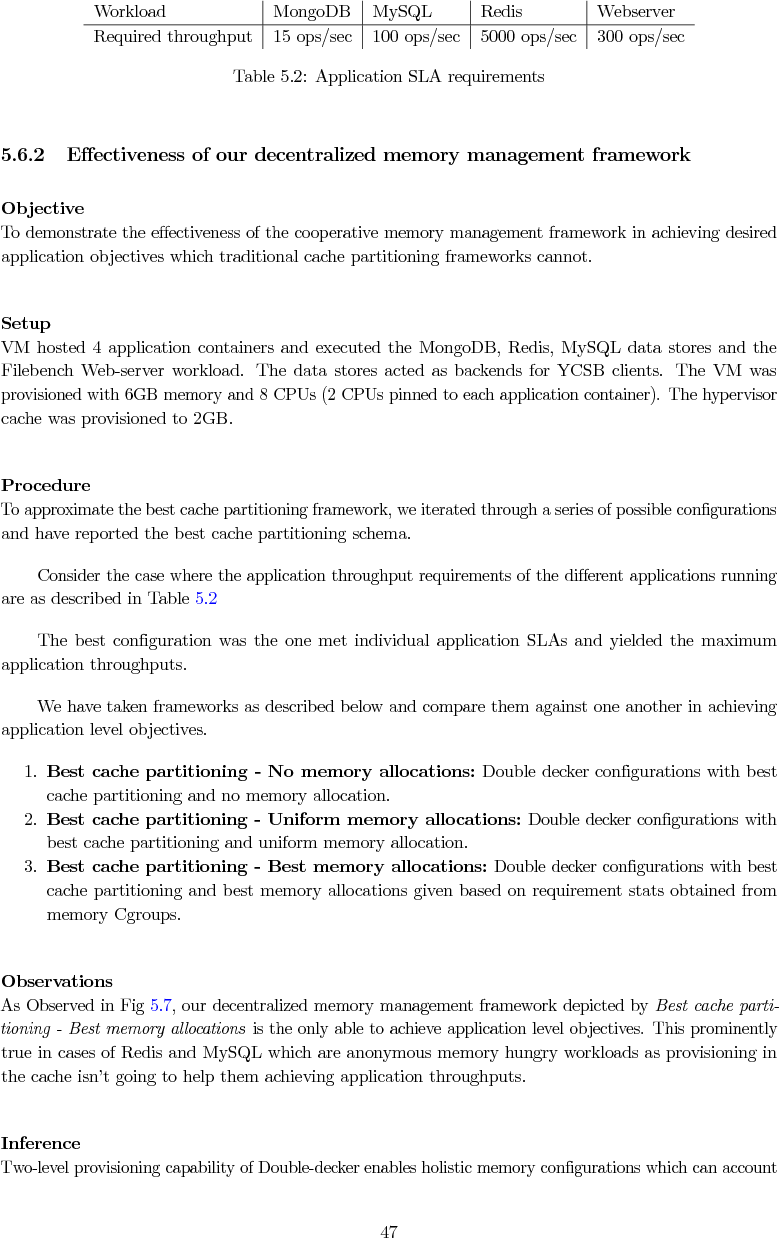 Workload MongoDB MySQL Redis Webserver
Required throughput 15 ops/sec 100 ops/sec 5000 ops/sec 300 ops/sec
Table 5.2: Application SLA requirements
5.6.2 Effectiveness of our decentralized memory management framework
Objective
To demonstrate the effectiveness of the cooperative memory management framework in achieving desired
application objectives which traditional cache partitioning frameworks cannot.
Setup
VM hosted 4 application containers and executed the MongoDB, Redis, MySQL data stores and the
Filebench Web-server workload. The data stores acted as backends for YCSB clients. The VM was
provisioned with 6GB memory and 8 CPUs (2 CPUs pinned to each application container). The hypervisor
cache was provisioned to 2GB.
Procedure
To approximate the best cache partitioning framework, we iterated through a series of possible configurations
and have reported the best cache partitioning schema.
Consider the case where the application throughput requirements of the different applications running
are as described in Table 5.2
The best configuration was the one met individual application SLAs and yielded the maximum
application throughputs.
We have taken frameworks as described below and compare them against one another in achieving
application level objectives.
1. Best cache partitioning - No memory allocations: Double decker configurations with best
cache partitioning and no memory allocation.
2. Best cache partitioning - Uniform memory allocations: Double decker configurations with
best cache partitioning and uniform memory allocation.
3. Best cache partitioning - Best memory allocations: Double decker configurations with best
cache partitioning and best memory allocations given based on requirement stats obtained from
memory Cgroups.
Observations
As Observed in Fig 5.7, our decentralized memory management framework depicted by Best cache parti-
tioning - Best memory allocations is the only able to achieve application level objectives. This prominently
true in cases of Redis and MySQL which are anonymous memory hungry workloads as provisioning in
the cache isn't going to help them achieving application throughputs.
Inference
Two-level provisioning capability of Double-decker enables holistic memory configurations which can account
47